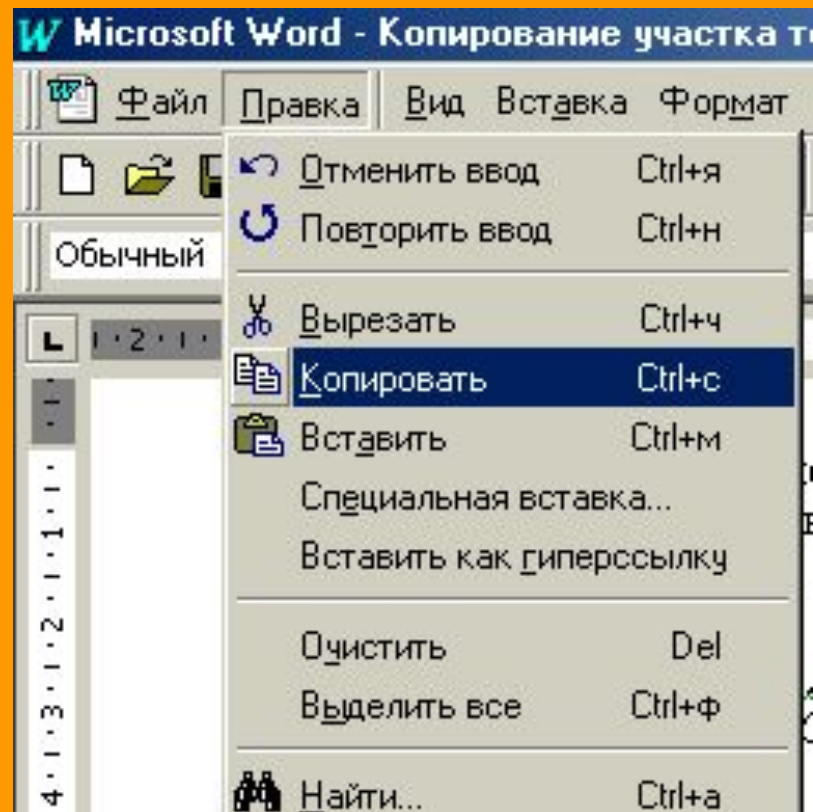 Microsoft Word - Копирование участка
Файл Правка Вид Вставка Формат
Отменить ввод Ctrl+я
Повторить ввод Ctrl+н
Обычный
Вырезать Ctrl+ч
Копировать Ctrl+с
Вставить Ctrl+м
Специальная вставка...
Вставить как гиперссылку
Очистить Del
Выделить все Ctrl+ф
Найти... Ctrl+а